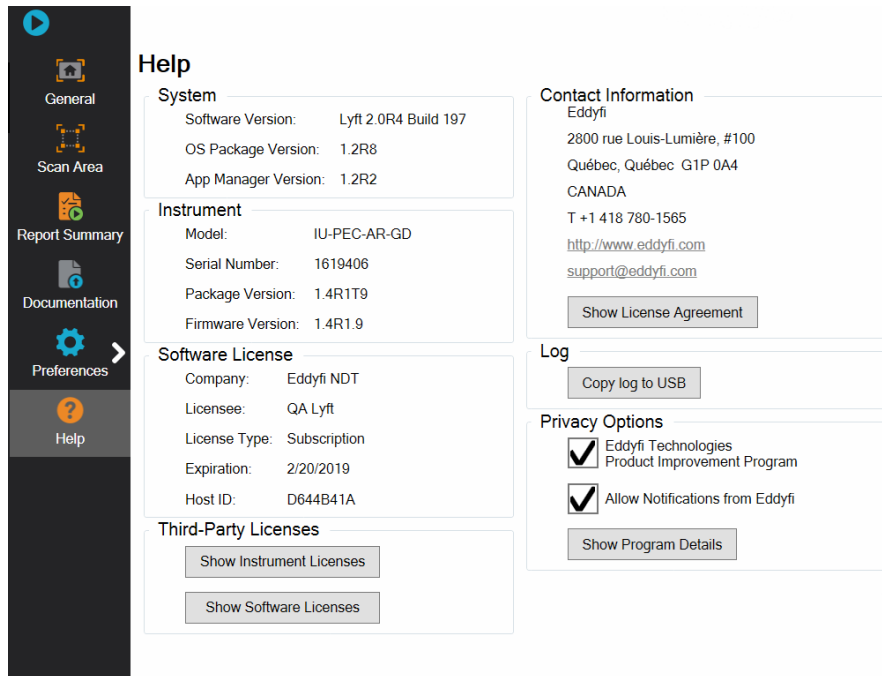 General
Scan Area
Report Summary
Documentation
Preferences
Help
Help
System
Software Version: Lyft 2.0R4 Build 197
OS Package Version: 1.2R8
App Manager Version: 1.2R2
Instrument
Model: IU-PEC-AR-GD
Serial Number: 1619406
Package Version: 1.4R1T9
Firmware Version: 1.4R1.9
Software License
Company: Eddyfi NDT
Licensee: QA Lyft
License Type: Subscription
Expiration: 2/20/2019
Host ID: D644B41A
Third-Party Licenses
Show Instrument Licenses
Show Software Licenses
Contact Information
Eddyfi
2800 rue Louis-Lumière, #100
Québec, Québec G1P 0A4
CANADA
T +1 418 780-1565
http://www.eddyfi.com
support@eddyfi.com
Show License Agreement
Log
Copy log to USB
Privacy Options
Eddyfi Technologies
Product Improvement Program
Allow Notifications from Eddyfi
Show Program Details